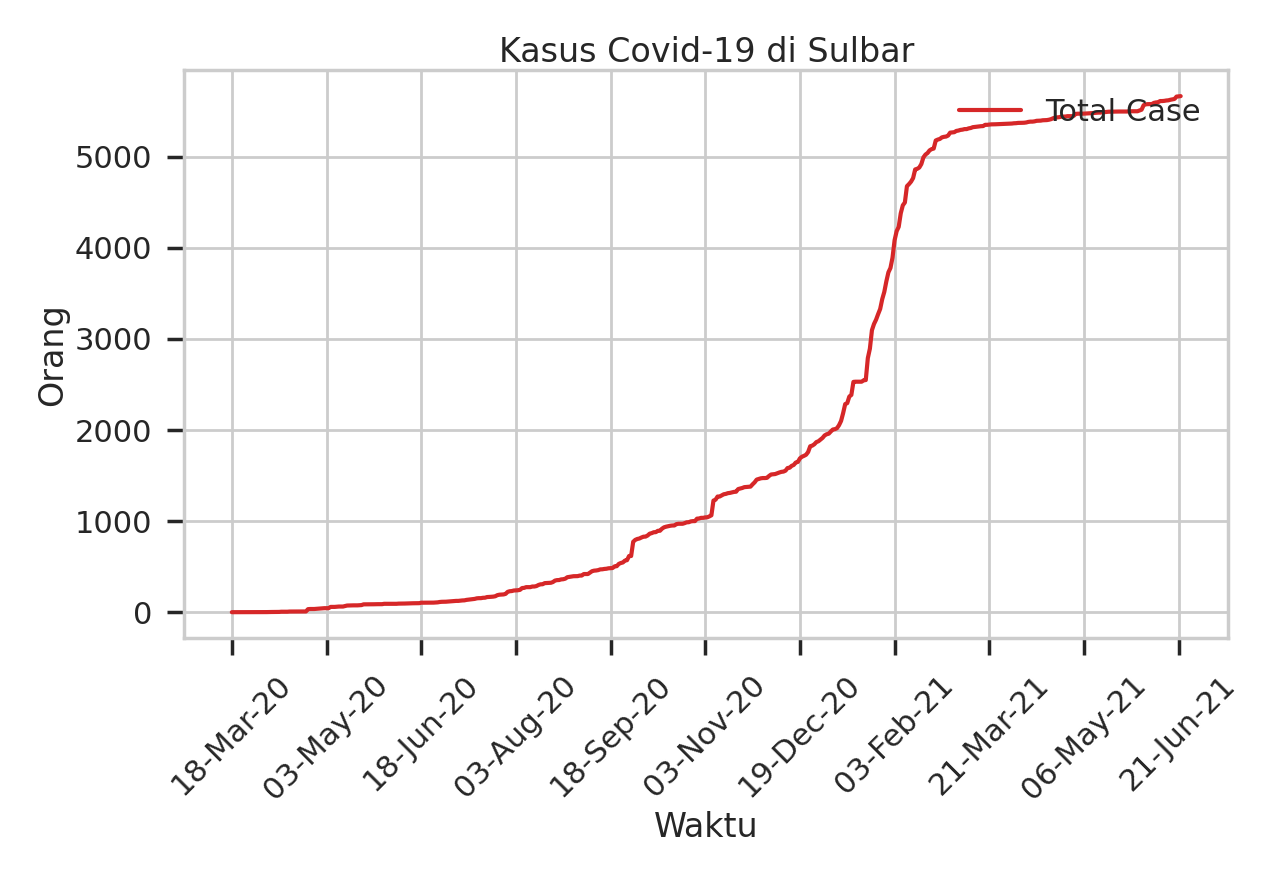 Kasus Covid-19 di Sulbar
Total Case
5000
4000
3000
2000
1000
0
Orang
18-Mar-20
03-May-20
18-Jun-20
03-Aug-20
18-Sep-20
03-Nov-20
19-Dec-20
03-Feb-21
21-Mar-21
06-May-21
21-Jun-21
Waktu